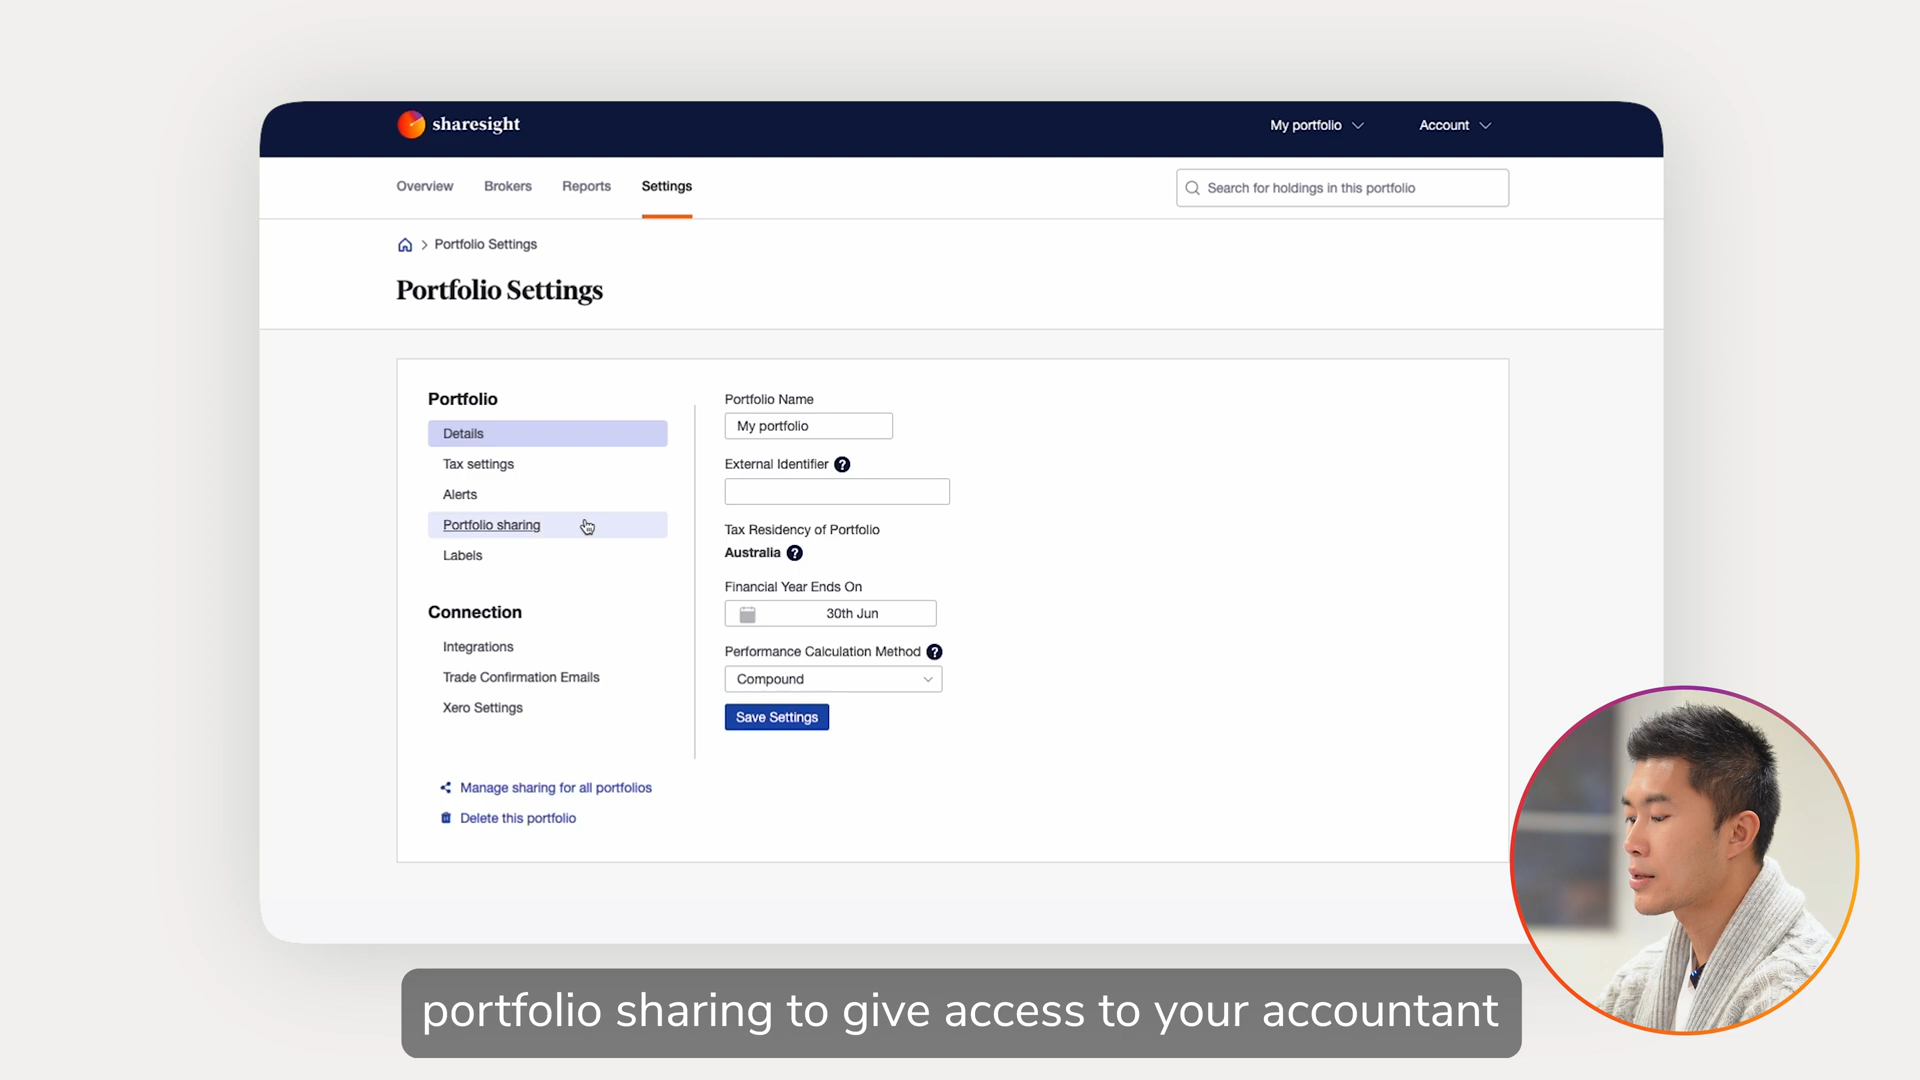 sharesight
My portfolio
Account
Overview
Brokers
Reports
Settings
Search for holdings in this portfolio
Portfolio Settings
Portfolio Settings
Portfolio
Details
Tax settings
Alerts
Portfolio sharing
Labels
Connection
Integrations
Trade Confirmation Emails
Xero Settings
Manage sharing for all portfolios
Delete this portfolio
Portfolio Name
My portfolio
External Identifier ?
Tax Residency of Portfolio
Australia ?
Financial Year Ends On
30th Jun
Performance Calculation Method ?
Compound
Save Settings
portfolio sharing to give access to your accountant